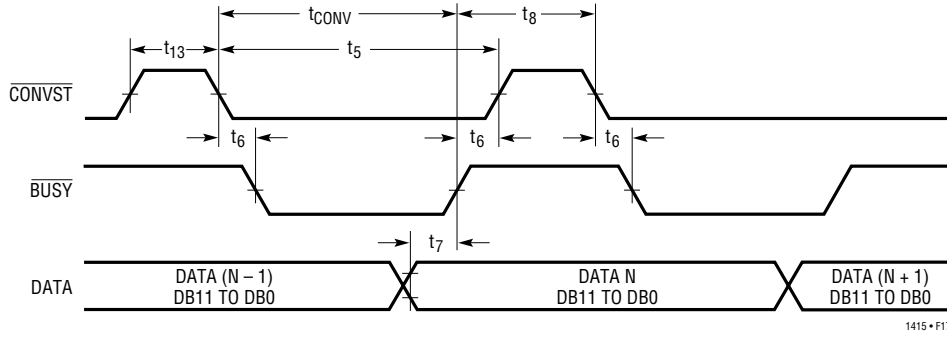 tCONV
t8
t13
t5
CONVST
t6
t6
t6
BUSY
t7
DATA
DATA (N – 1)
DB11 TO DB0
DATA N
DB11 TO DB0
DATA (N + 1)
DB11 TO DB0
1415 • F17